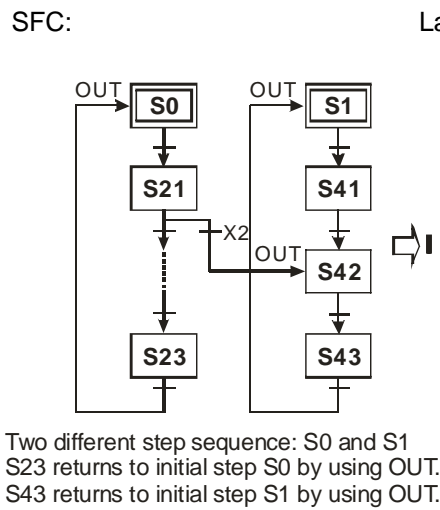 SFC:
La
OUT
S0
OUT
S1
S21
S41
X2
OUT
S42
S23
S43
Two different step sequence: S0 and S1
S23 returns to initial step S0 by using OUT.
S43 returns to initial step S1 by using OUT.